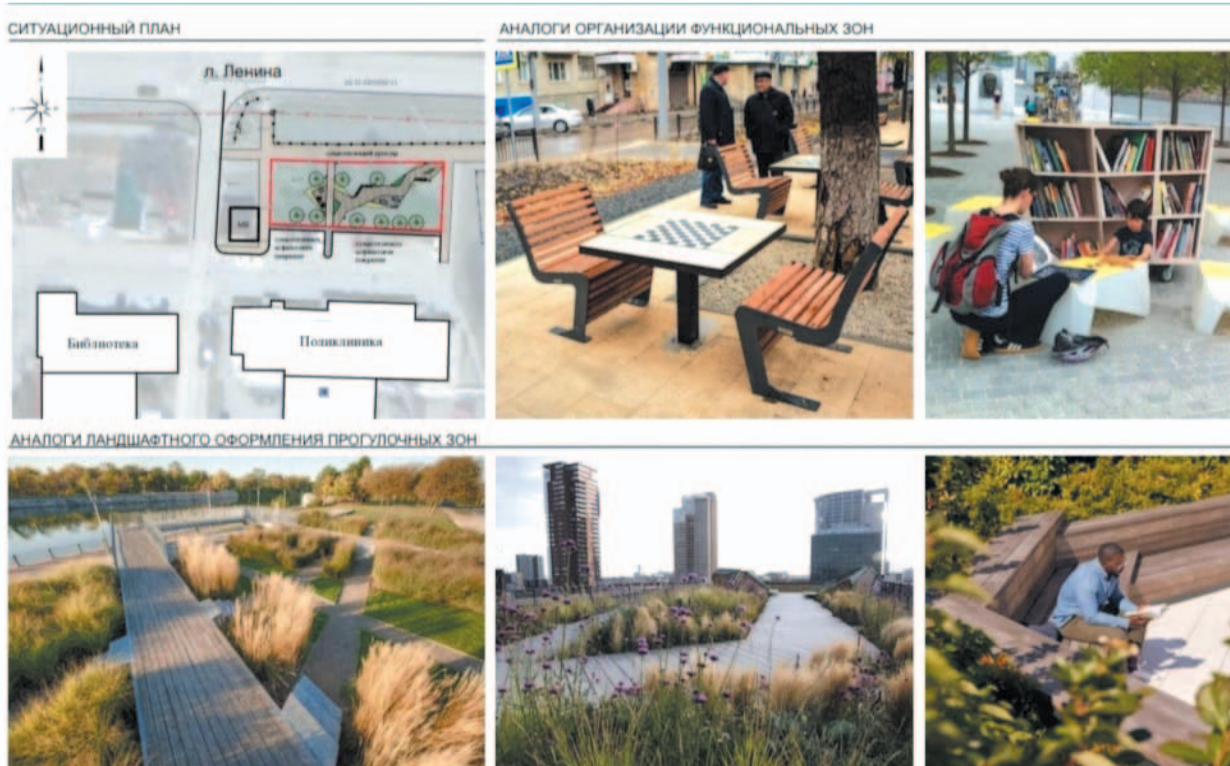 СИТУАЦИОННЫЙ ПЛАН
АНАЛОГИ ОРГАНИЗАЦИИ ФУНКЦИОНАЛЬНЫХ ЗОН
л. Ленина
Библиотека
Поликлиника
АНАЛОГИ ЛАНДШАФТНОГО ОФОРМЛЕНИЯ ПРОГУЛОЧНЫХ ЗОН